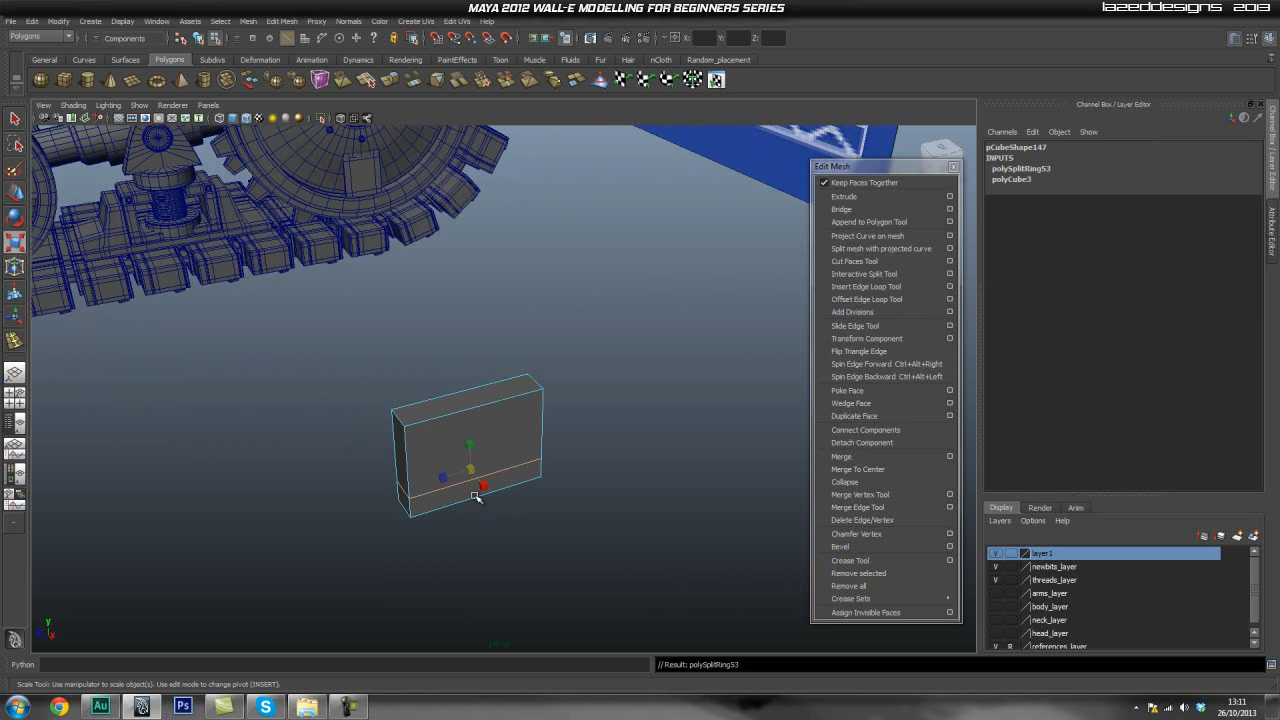 MAYA 2012 WALL-E MODELLING FOR BEGINNERS SERIES
LAZEDDESIGNS 2013
File Edit Modify Create Display Window Assets Select Mesh Edit Mesh Proxy Normals Color Create UVs Edit UVs Help
Polygons Components X: Y: Z:
General Curves Surfaces Polygons Subdivs Deformation Animation Dynamics Rendering PaintEffects Toon Muscle Fluids Fur Hair nCloth Random_placement
View Shading Lighting Show Renderer Panels
Channel Box / Layer Editor
Channels Edit Object Show
pCubeShape147
INPUTS
polySplitRing53
polyCube3
Channel Box / Layer Editor
Attribute Editor
Edit Mesh
Keep Faces Together
Extrude
Bridge
Append to Polygon Tool
Project Curve on mesh
Split mesh with projected curve
Cut Faces Tool
Interactive Split Tool
Insert Edge Loop Tool
Offset Edge Loop Tool
Add Divisions
Slide Edge Tool
Transform Component
Flip Triangle Edge
Spin Edge Forward Ctrl+Alt+Right
Spin Edge Backward Ctrl+Alt+Left
Poke Face
Wedge Face
Duplicate Face
Connect Components
Detach Component
Merge
Merge To Center
Collapse
Merge Vertex Tool
Merge Edge Tool
Delete Edge/Vertex
Chamfer Vertex
Bevel
Crease Tool
Remove selected
Remove all
Crease Sets
Assign Invisible Faces
Display Render Anim
Layers Options Help
V layer1
V newbits_layer
V threads_layer
arms_layer
body_layer
neck_layer
head_layer
V R references_layer
y
x
Python
// Result: polySplitRing53
Scale Tool: Use manipulator to scale object(s). Use edit mode to change pivot (INSERT).
Au Ps S
13:11
26/10/2013